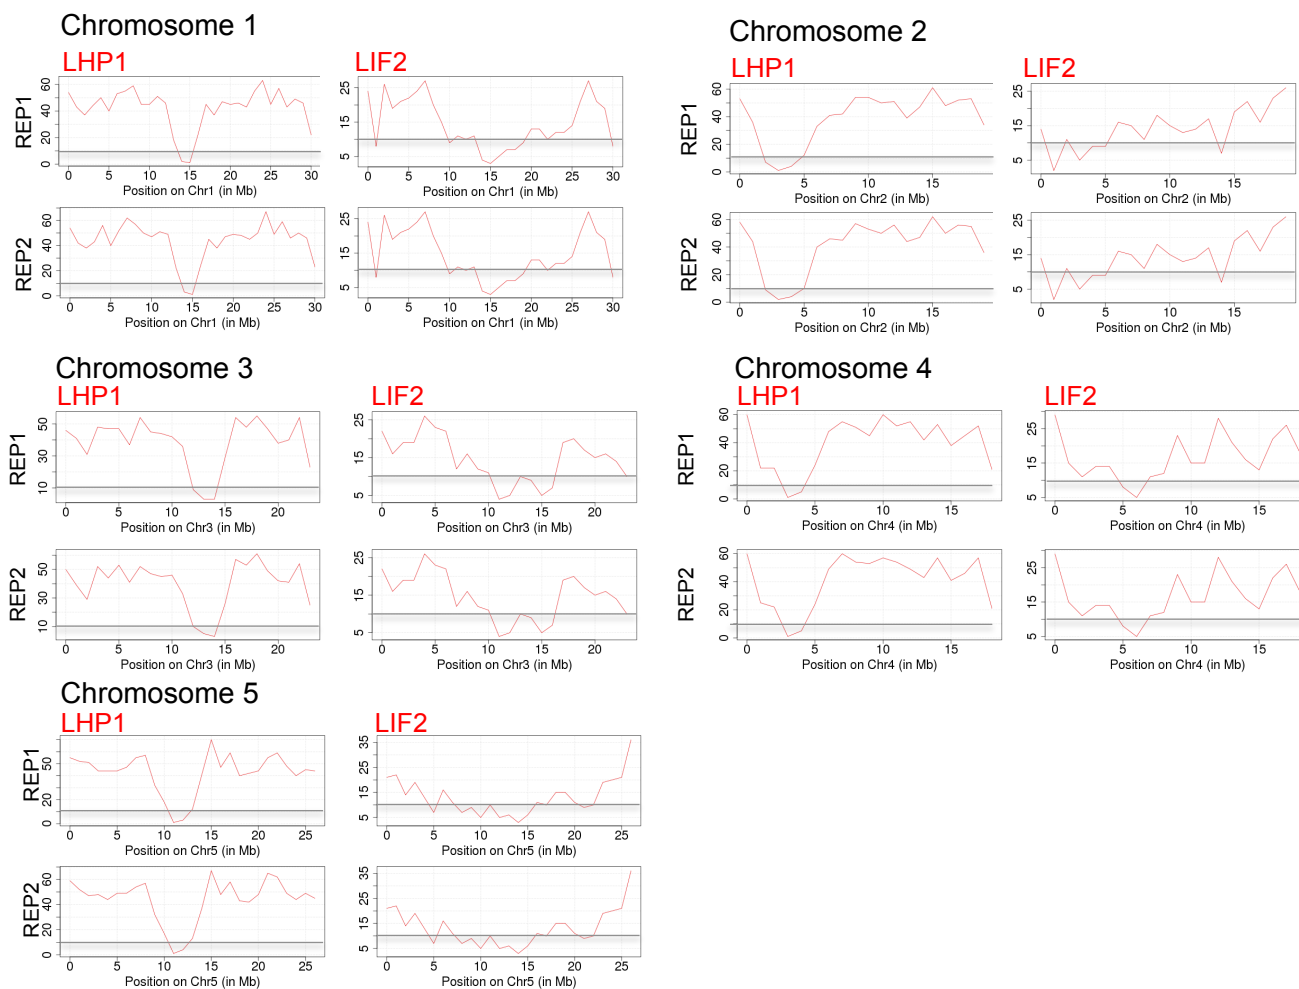 Chromosome 1
LHP1
LIF2
REP1
0 20 40 60
0 5 10 15 20 25 30
Position on Chr1 (in Mb)
5 15 25
0 5 10 15 20 25 30
Position on Chr1 (in Mb)
REP2
0 20 40 60
0 5 10 15 20 25 30
Position on Chr1 (in Mb)
5 15 25
0 5 10 15 20 25 30
Position on Chr1 (in Mb)
Chromosome 2
LHP1
LIF2
REP1
0 20 40 60
0 5 10 15
Position on Chr2 (in Mb)
5 15 25
0 5 10 15
Position on Chr2 (in Mb)
REP2
0 20 40 60
0 5 10 15
Position on Chr2 (in Mb)
5 15 25
0 5 10 15
Position on Chr2 (in Mb)
Chromosome 3
LHP1
LIF2
REP1
10 30 50
0 5 10 15 20
Position on Chr3 (in Mb)
5 15 25
0 5 10 15 20
Position on Chr3 (in Mb)
REP2
10 30 50
0 5 10 15 20
Position on Chr3 (in Mb)
5 15 25
0 5 10 15 20
Position on Chr3 (in Mb)
Chromosome 4
LHP1
LIF2
REP1
0 20 40 60
0 5 10 15
Position on Chr4 (in Mb)
5 15 25
0 5 10 15
Position on Chr4 (in Mb)
REP2
0 20 40 60
0 5 10 15
Position on Chr4 (in Mb)
5 15 25
0 5 10 15
Position on Chr4 (in Mb)
Chromosome 5
LHP1
LIF2
REP1
0 20 50
0 5 10 15 20 25
Position on Chr5 (in Mb)
5 15 25 35
0 5 10 15 20 25
Position on Chr5 (in Mb)
REP2
0 20 40 60
0 5 10 15 20 25
Position on Chr5 (in Mb)
5 15 25 35
0 5 10 15 20 25
Position on Chr5 (in Mb)